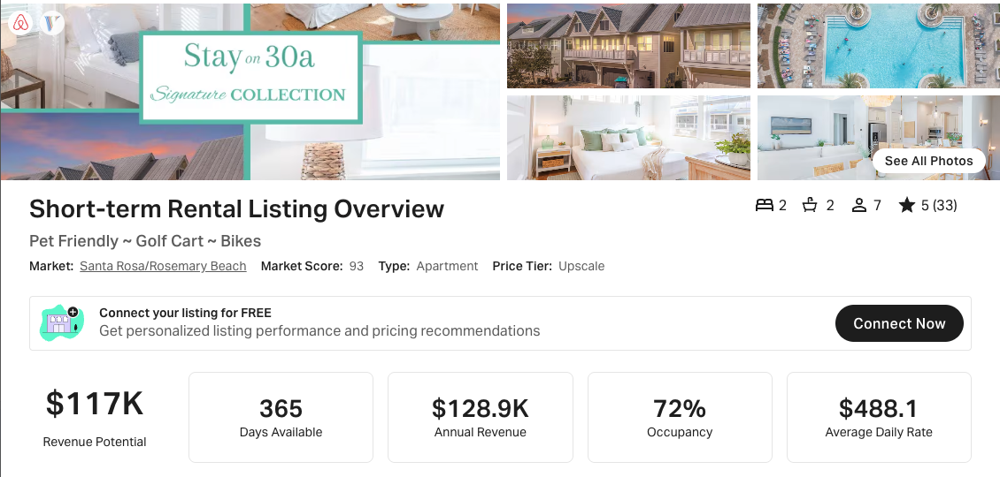 Stay on 30a
Signature COLLECTION
See All Photos
Short-term Rental Listing Overview
2 2 7 5 (33)
Pet Friendly ~ Golf Cart ~ Bikes
Market: Santa Rosa/Rosemary Beach Market Score: 93 Type: Apartment Price Tier: Upscale
Connect your listing for FREE
Get personalized listing performance and pricing recommendations
Connect Now
$117K
Revenue Potential
365
Days Available
$128.9K
Annual Revenue
72%
Occupancy
$488.1
Average Daily Rate